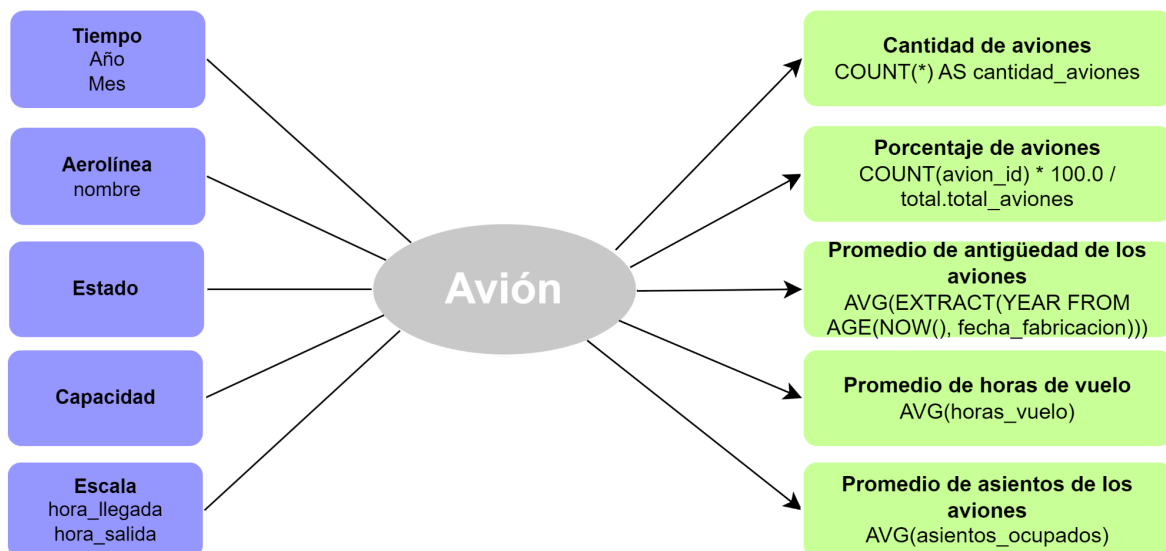 Tiempo
Año
Mes
Aerolínea
nombre
Estado
Capacidad
Escala
hora_llegada
hora_salida
Avión
Cantidad de aviones
COUNT(*) AS cantidad_aviones
Porcentaje de aviones
COUNT(avion_id) * 100.0 /
total.total_aviones
Promedio de antigüedad de los
aviones
AVG(EXTRACT(YEAR FROM
AGE(NOW(), fecha_fabricacion)))
Promedio de horas de vuelo
AVG(horas_vuelo)
Promedio de asientos de los
aviones
AVG(asientos_ocupados)